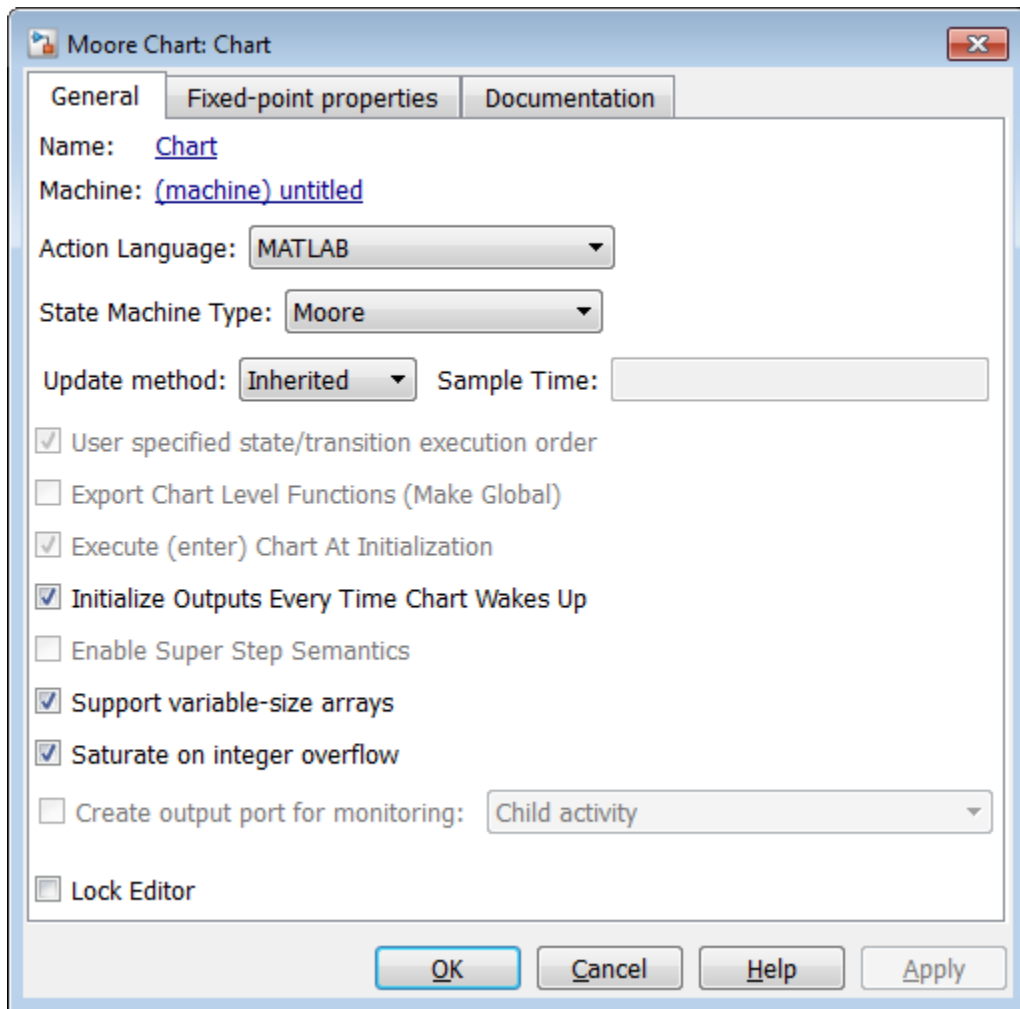 Moore Chart: Chart
General Fixed-point properties Documentation
Name: Chart
Machine: (machine) untitled
Action Language: MATLAB
State Machine Type: Moore
Update method: Inherited Sample Time:
User specified state/transition execution order
Export Chart Level Functions (Make Global)
Execute (enter) Chart At Initialization
Initialize Outputs Every Time Chart Wakes Up
Enable Super Step Semantics
Support variable-size arrays
Saturate on integer overflow
Create output port for monitoring: Child activity
Lock Editor
OK Cancel Help Apply